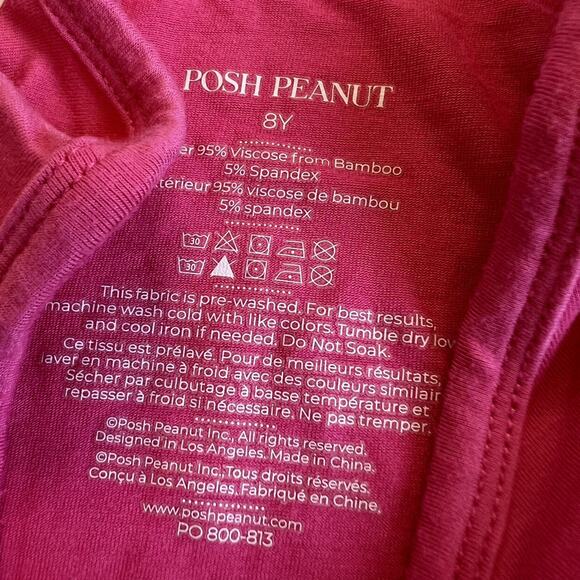 POSH PEANUT
8Y
95% Viscose from Bamboo
5% Spandex
95% viscose de bambou
5% spandex
30
30
This fabric is pre-washed. For best results,
machine wash cold with like colors. Tumble dry low
and cool iron if needed. Do Not Soak.
Ce tissu est prélavé. Pour de meilleurs résultats,
laver en machine à froid avec des couleurs similair
Sécher par culbutage à basse température et
repasser à froid si nécessaire. Ne pas tremper.
©Posh Peanut Inc., All rights reserved.
Designed in Los Angeles. Made in China.
©Posh Peanut Inc., Tous droits réservés.
Conçu à Los Angeles. Fabriqué en Chine.
www.poshpeanut.com
PO 800-813